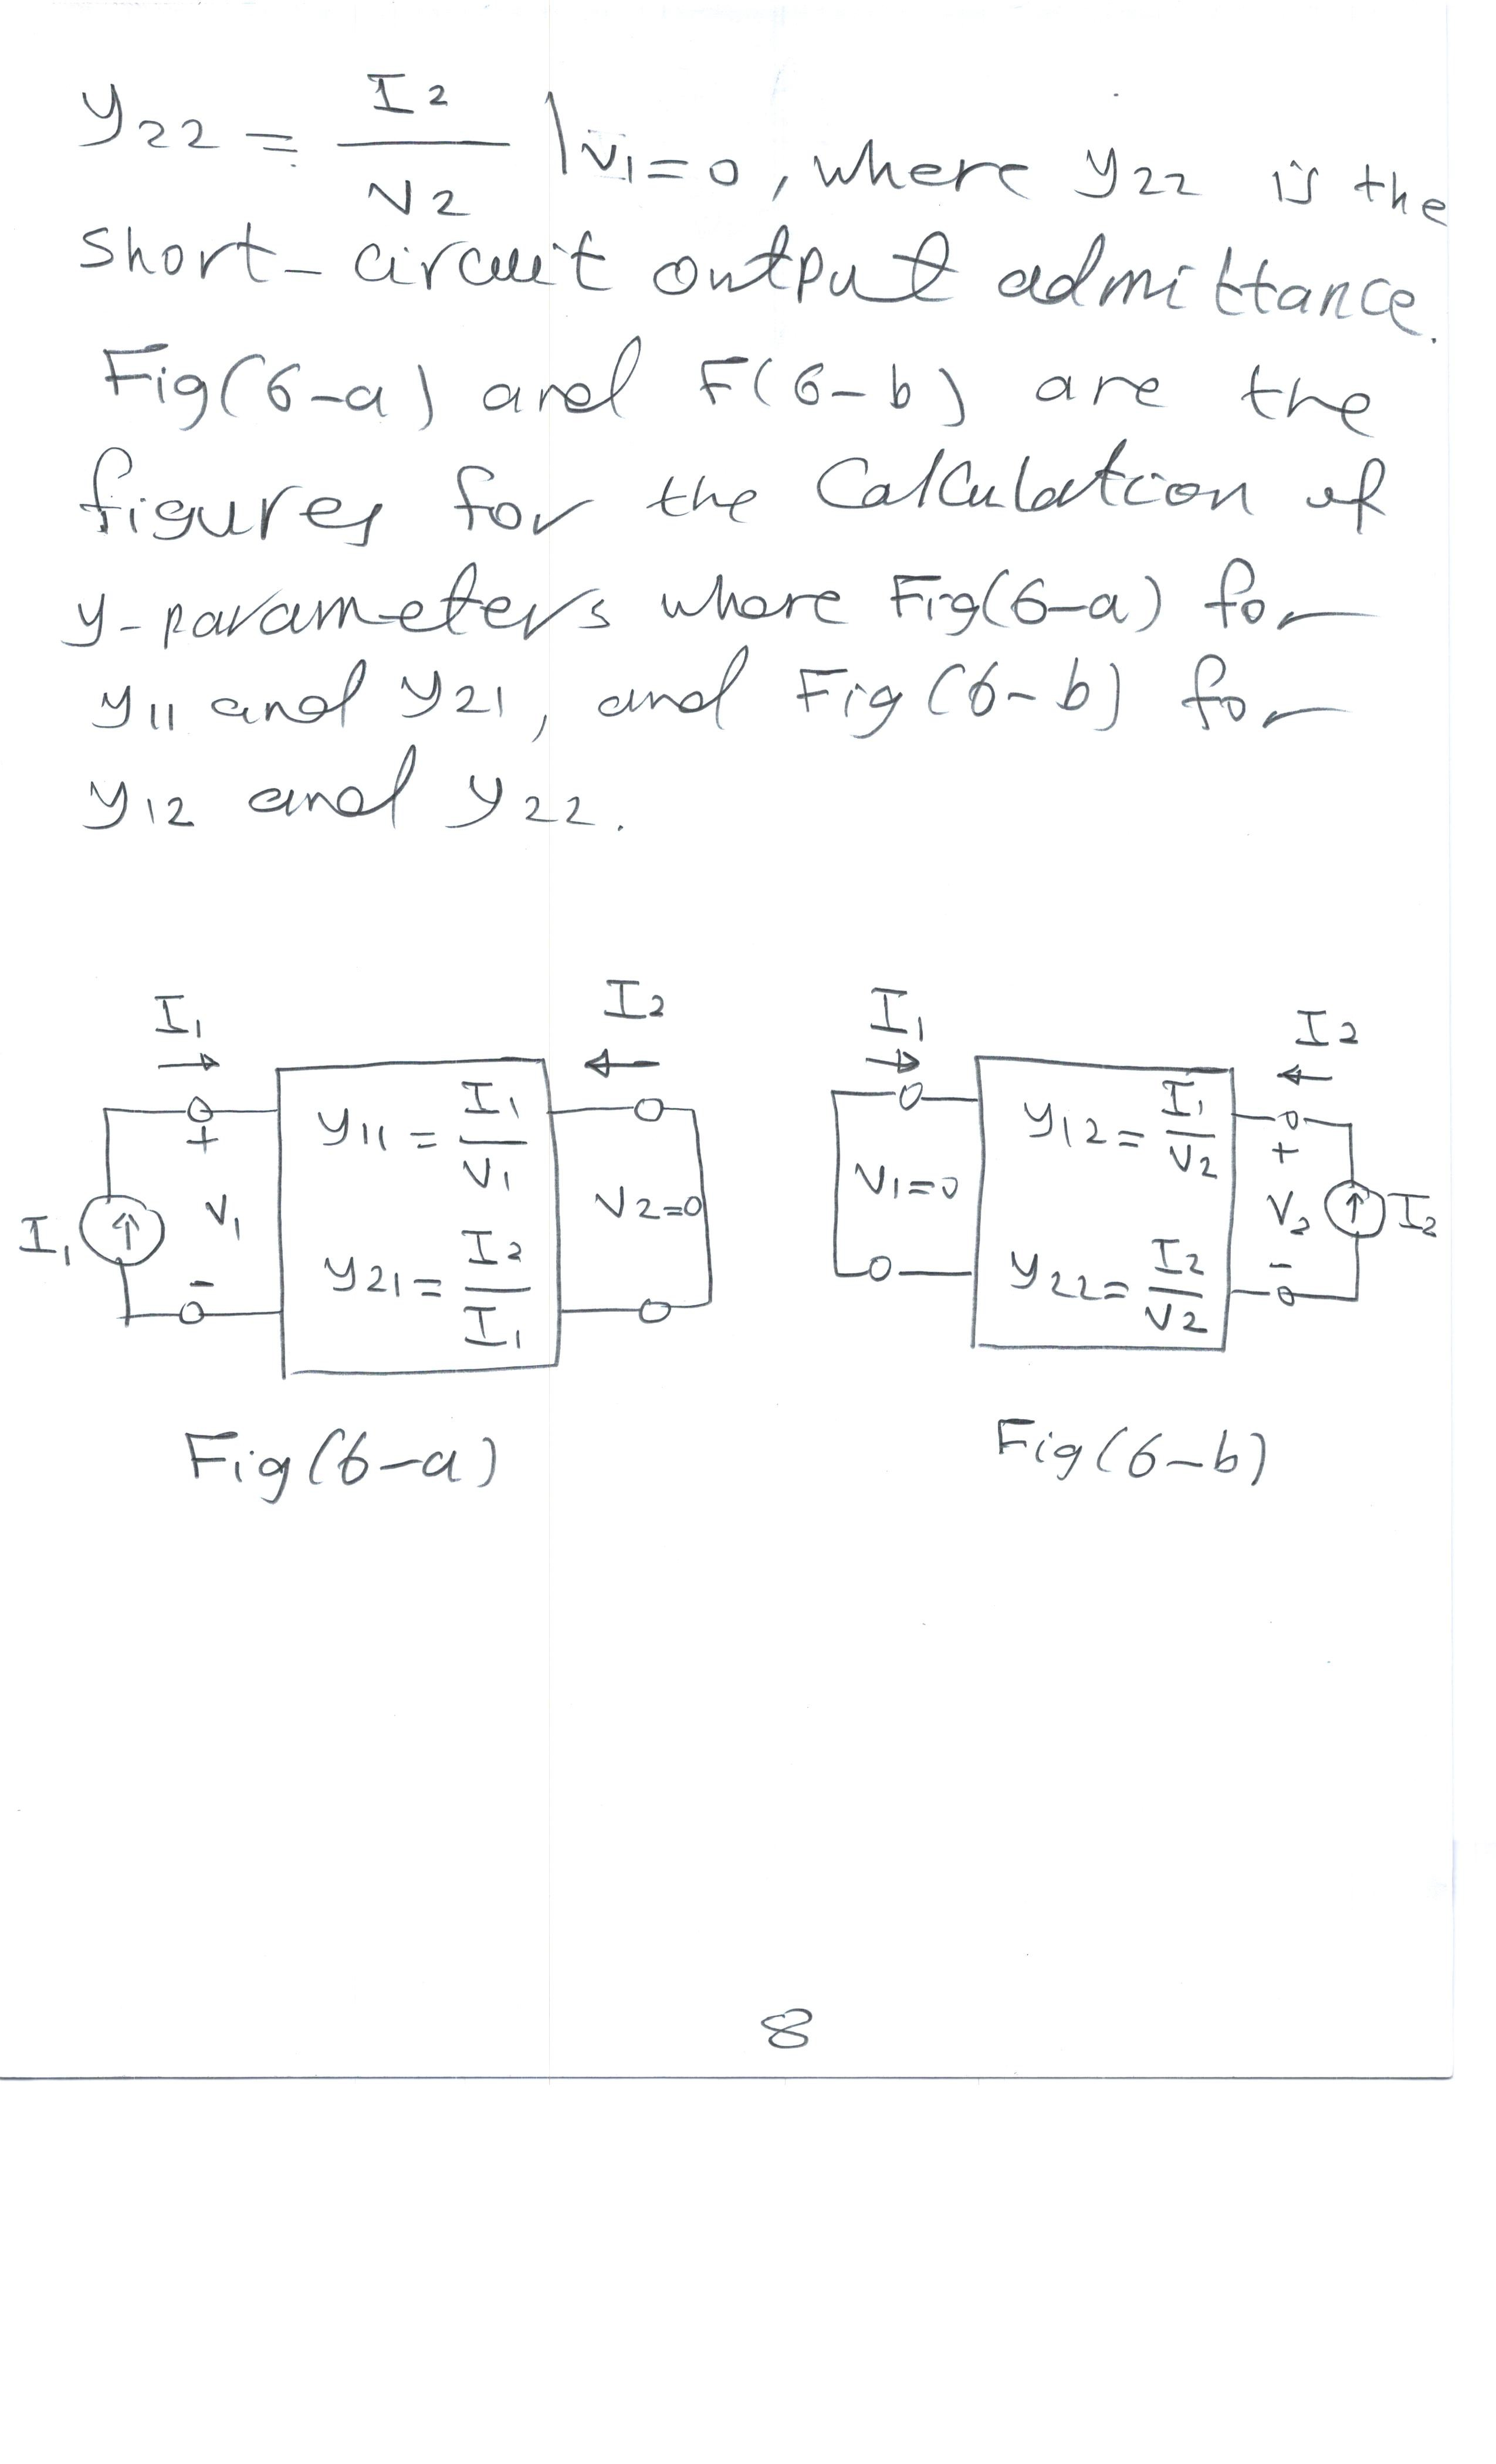 y22 = I2/V2 | V1=0, where y22 is the
short-circuit output admittance.
Fig(6-a) and F(6-b) are the
figures for the Calculation of
y-parameters where Fig(6-a) for
y11 and y21, and Fig(6-b) for
y12 and y22.
I1 I2 I1 I2
y11 = I1/V1
y12 = I1/V2
+ +
I1 V1 V2=0 V1=0 V2 I2
y21 = I2/I1
y22 = I2/V2
- -
Fig(6-a) Fig(6-b)
8